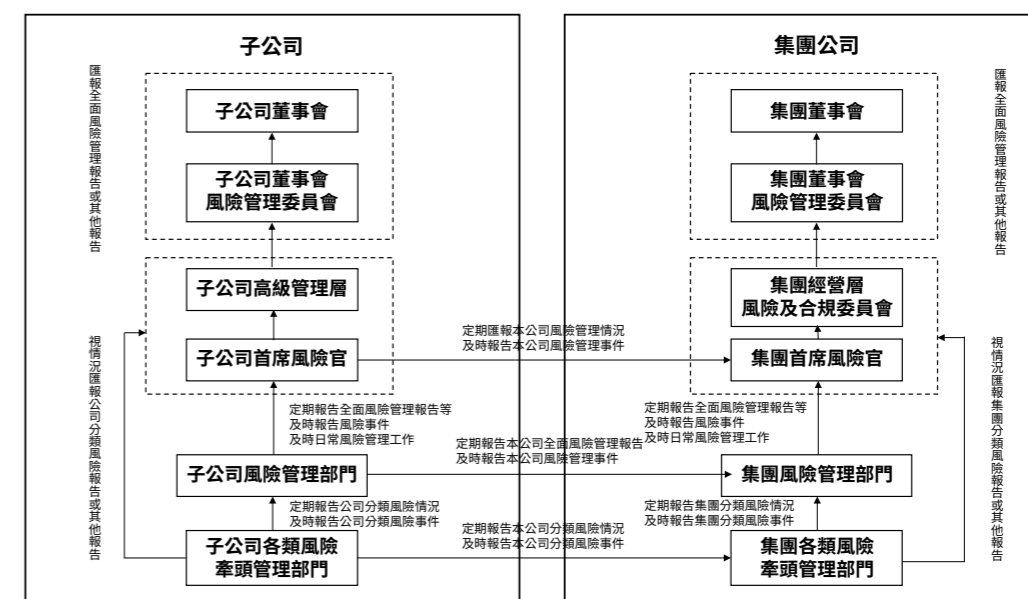 子公司
匯報全面風險管理報告或其他報告
子公司董事會
子公司董事會
風險管理委員會
子公司高級管理層
子公司首席風險官
視情況匯報公司分類風險報告或其他報告
定期報告全面風險管理報告等
及時報告風險事件
及時日常風險管理工作
子公司風險管理部門
定期報告公司分類風險情況
及時報告公司分類風險事件
子公司各類風險
牽頭管理部門
定期匯報本公司風險管理情況
及時報告本公司風險管理事件
定期報告本公司全面風險管理報告
及時報告本公司風險管理事件
定期報告本公司分類風險情況
及時報告本公司分類風險事件
集團公司
匯報全面風險管理報告或其他報告
集團董事會
集團董事會
風險管理委員會
集團經營層
風險及合規委員會
集團首席風險官
定期報告全面風險管理報告等
及時報告風險事件
及時日常風險管理工作
集團風險管理部門
定期報告集團分類風險情況
及時報告集團分類風險事件
集團各類風險
牽頭管理部門
視情況匯報集團分類風險報告或其他報告